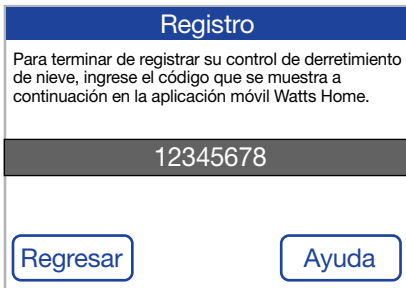 Registro
Para terminar de registrar su control de derretimiento
de nieve, ingrese el código que se muestra a
continuación en la aplicación móvil Watts Home.
12345678
Regresar
Ayuda